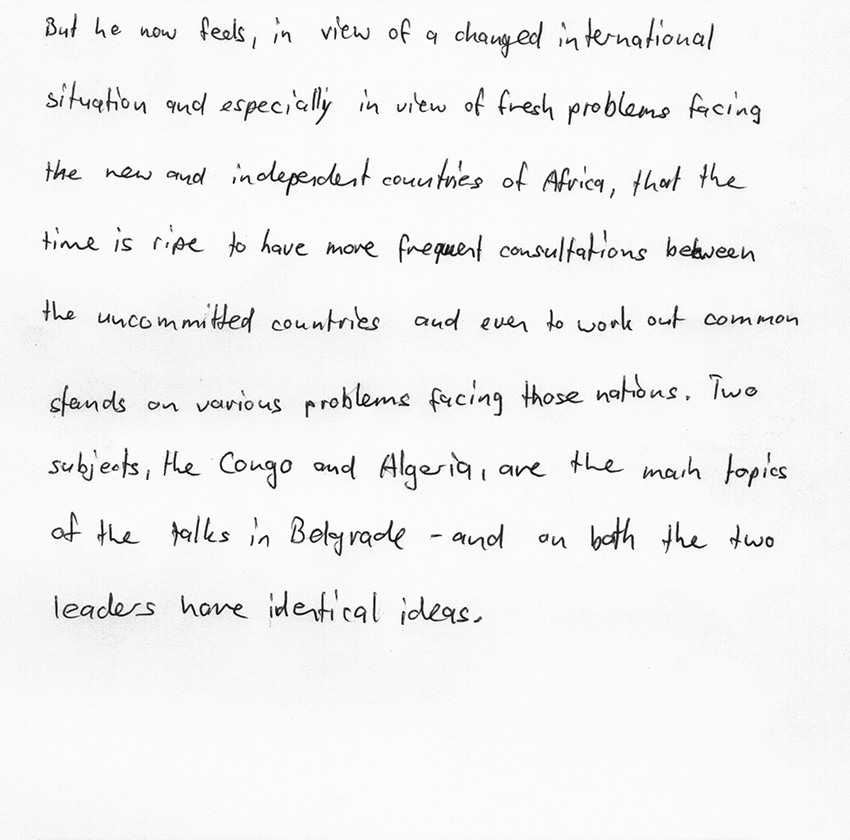 But he now feels, in view of a changed international
situation and especially in view of fresh problems facing
the new and independent countries of Africa, that the
time is ripe to have more frequent consultations between
the uncommitted countries and even to work out common
stands on various problems facing those nations. Two
subjects, the Congo and Algeria, are the main topics
of the talks in Belgrade - and on both the two
leaders have identical ideas.